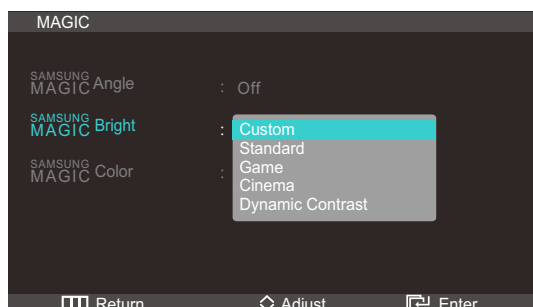 MAGIC
SAMSUNG
MAGIC Angle : Off
SAMSUNG
MAGIC Bright : Custom
Standard
Game
Cinema
Dynamic Contrast
SAMSUNG
MAGIC Color :
Return Adjust Enter